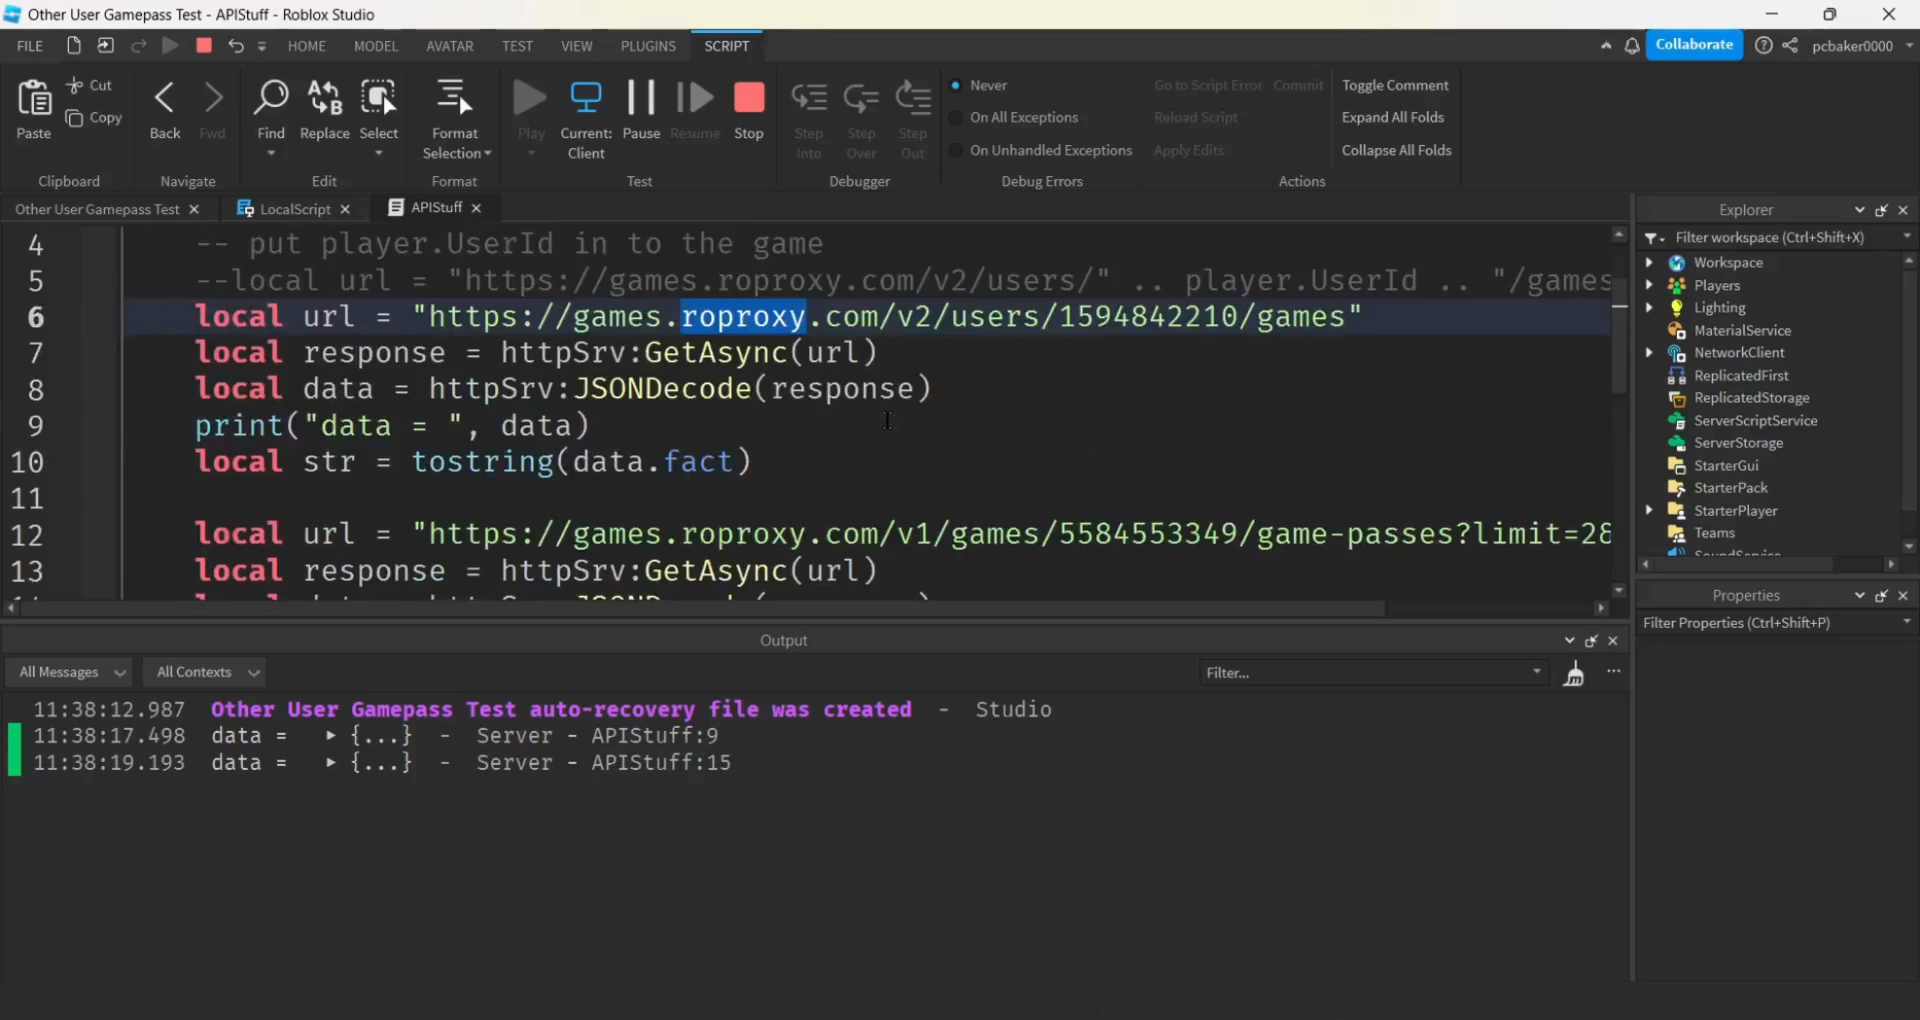 Other User Gamepass Test - APIStuff - Roblox Studio
FILE HOME MODEL AVATAR TEST VIEW PLUGINS SCRIPT Collaborate pcbaker0000
Paste Cut Copy
Clipboard
Back Fwd
Navigate
Find Replace Select
Edit
Format Selection
Format
Play Current: Client Pause Resume Stop
Test
Step Into Step Over Step Out
Debugger
Never
On All Exceptions
On Unhandled Exceptions
Debug Errors
Go to Script Error Commit
Reload Script
Apply Edits
Toggle Comment
Expand All Folds
Collapse All Folds
Actions
Other User Gamepass Test LocalScript APIStuff
4 -- put player.UserId in to the game
5 --local url = "https://games.roproxy.com/v2/users/" .. player.UserId .. "/games
6 local url = "https://games.roproxy.com/v2/users/1594842210/games"
7 local response = httpSrv:GetAsync(url)
8 local data = httpSrv:JSONDecode(response)
9 print("data = ", data)
10 local str = tostring(data.fact)
11
12 local url = "https://games.roproxy.com/v1/games/5584553349/game-passes?limit=28
13 local response = httpSrv:GetAsync(url)
Explorer
Filter workspace (Ctrl+Shift+X)
Workspace
Players
Lighting
MaterialService
NetworkClient
ReplicatedFirst
ReplicatedStorage
ServerScriptService
ServerStorage
StarterGui
StarterPack
StarterPlayer
Teams
SoundService
Properties
Filter Properties (Ctrl+Shift+P)
Output
All Messages All Contexts Filter...
11:38:12.987 Other User Gamepass Test auto-recovery file was created - Studio
11:38:17.498 data = ▶ {...} - Server - APIStuff:9
11:38:19.193 data = ▶ {...} - Server - APIStuff:15